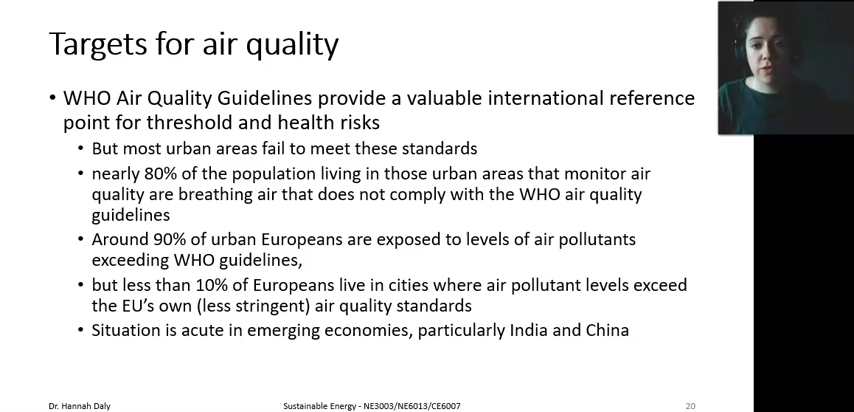 Targets for air quality
• WHO Air Quality Guidelines provide a valuable international reference
point for threshold and health risks
• But most urban areas fail to meet these standards
• nearly 80% of the population living in those urban areas that monitor air
quality are breathing air that does not comply with the WHO air quality
guidelines
• Around 90% of urban Europeans are exposed to levels of air pollutants
exceeding WHO guidelines,
• but less than 10% of Europeans live in cities where air pollutant levels exceed
the EU’s own (less stringent) air quality standards
• Situation is acute in emerging economies, particularly India and China
Dr. Hannah Daly
Sustainable Energy - NE3003/NE6013/CE6007
20